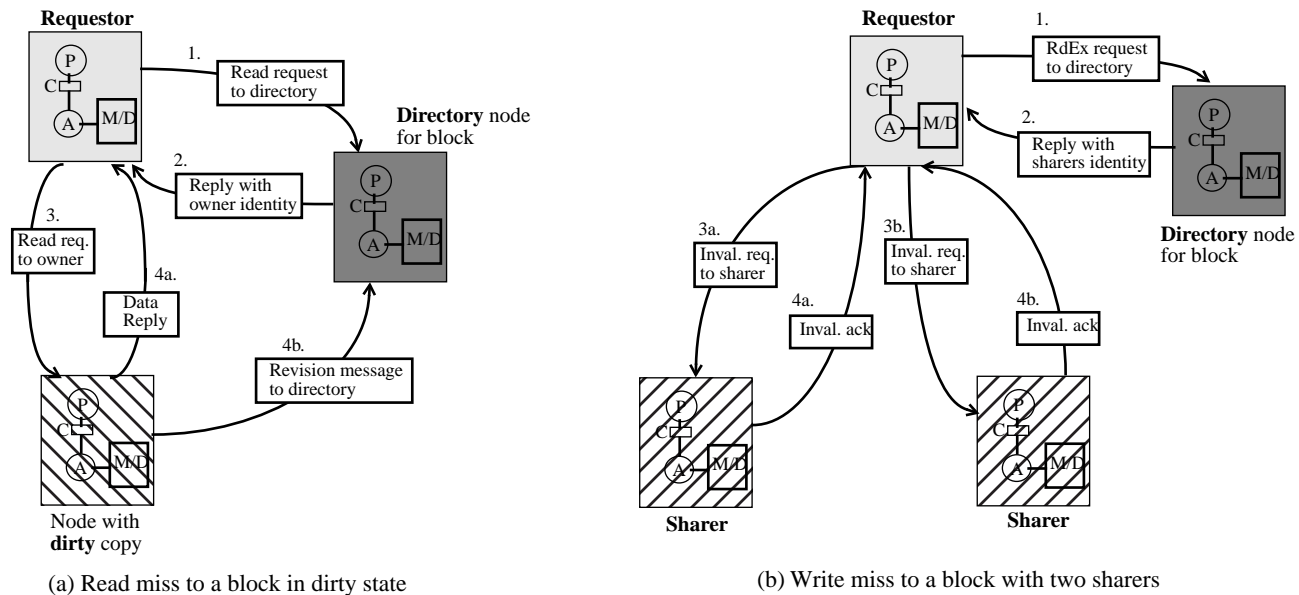 Requestor
P
C
A
M/D
1.
Read request
to directory
Directory node
for block
P
C
A
M/D
2.
Reply with
owner identity
3.
Read req.
to owner
4a.
Data
Reply
4b.
Revision message
to directory
P
C
A
M/D
Node with
dirty copy
(a) Read miss to a block in dirty state
Requestor
P
C
A
M/D
1.
RdEx request
to directory
P
C
A
M/D
Directory node
for block
2.
Reply with
sharers identity
3a.
Inval. req.
to sharer
3b.
Inval. req.
to sharer
4a.
Inval. ack
4b.
Inval. ack
P
C
A
M/D
Sharer
P
C
A
M/D
Sharer
(b) Write miss to a block with two sharers